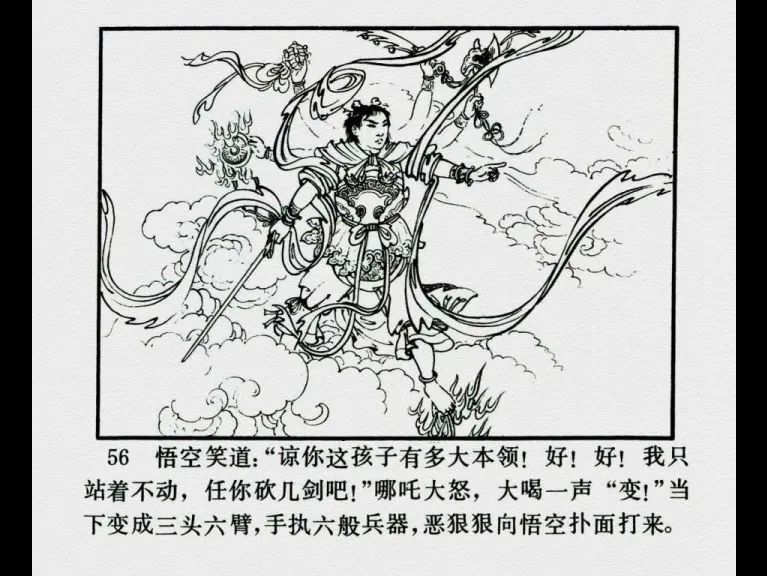 56 悟空笑道：“谅你这孩子有多大本领！好！好！我只
站着不动，任你砍几剑吧！”哪吒大怒，大喝一声“变！”当
下变成三头六臂，手执六般兵器，恶狠狠向悟空扑面打来。